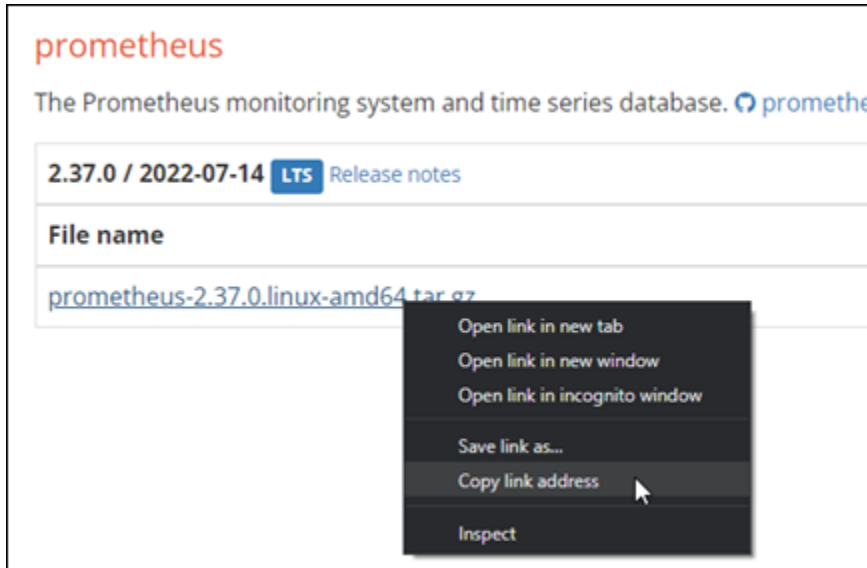 prometheus
The Prometheus monitoring system and time series database. promethe
2.37.0 / 2022-07-14 LTS Release notes
File name
prometheus-2.37.0.linux-amd64.tar.gz
Open link in new tab
Open link in new window
Open link in incognito window
Save link as...
Copy link address
Inspect